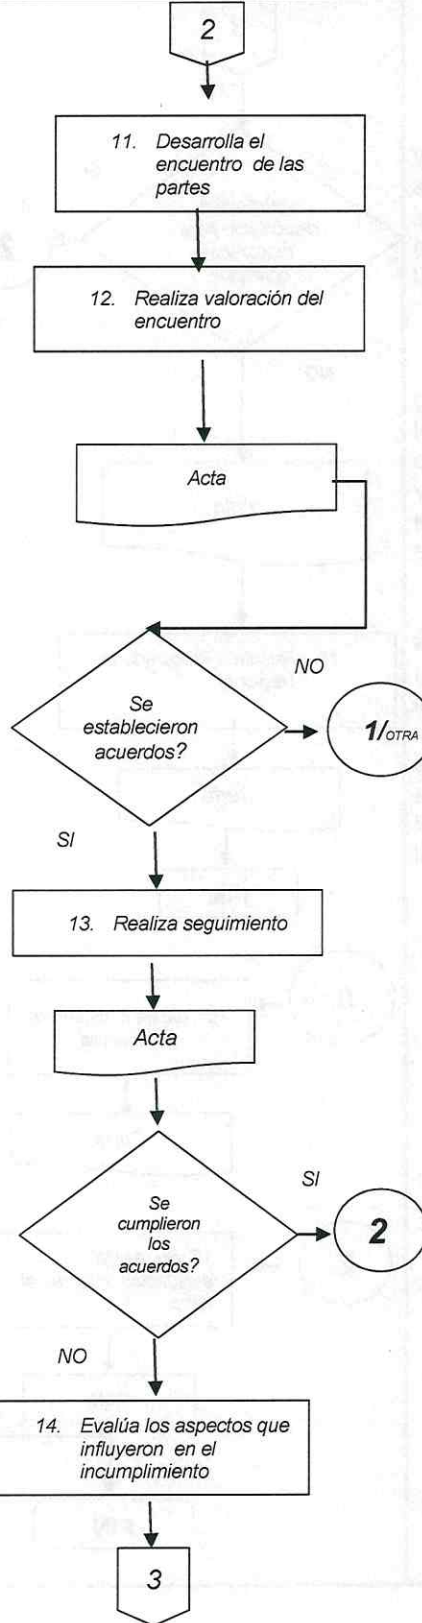 2
11. Desarrolla el
encuentro de las
partes
12. Realiza valoración del
encuentro
Acta
NO
Se
establecieron
acuerdos?
1/OTRA
SI
13. Realiza seguimiento
Acta
SI
Se
cumplieron
los
acuerdos?
2
NO
14. Evalúa los aspectos que
influyeron en el
incumplimiento
3